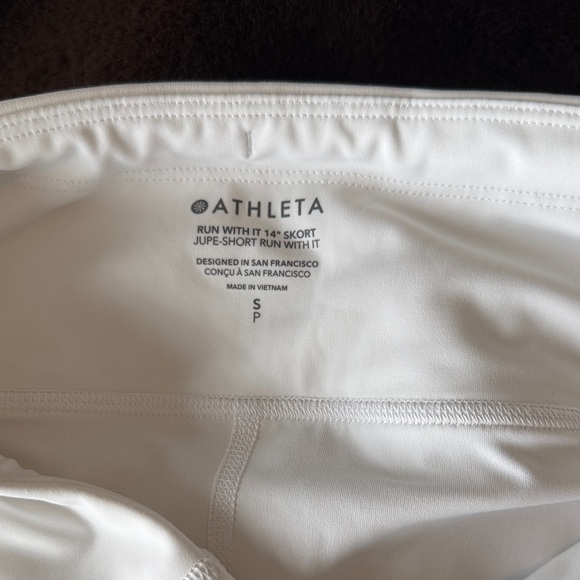 ATHLETA
RUN WITH IT 14" SKORT
JUPE-SHORT RUN WITH IT
DESIGNED IN SAN FRANCISCO
CONÇU À SAN FRANCISCO
MADE IN VIETNAM
S
P